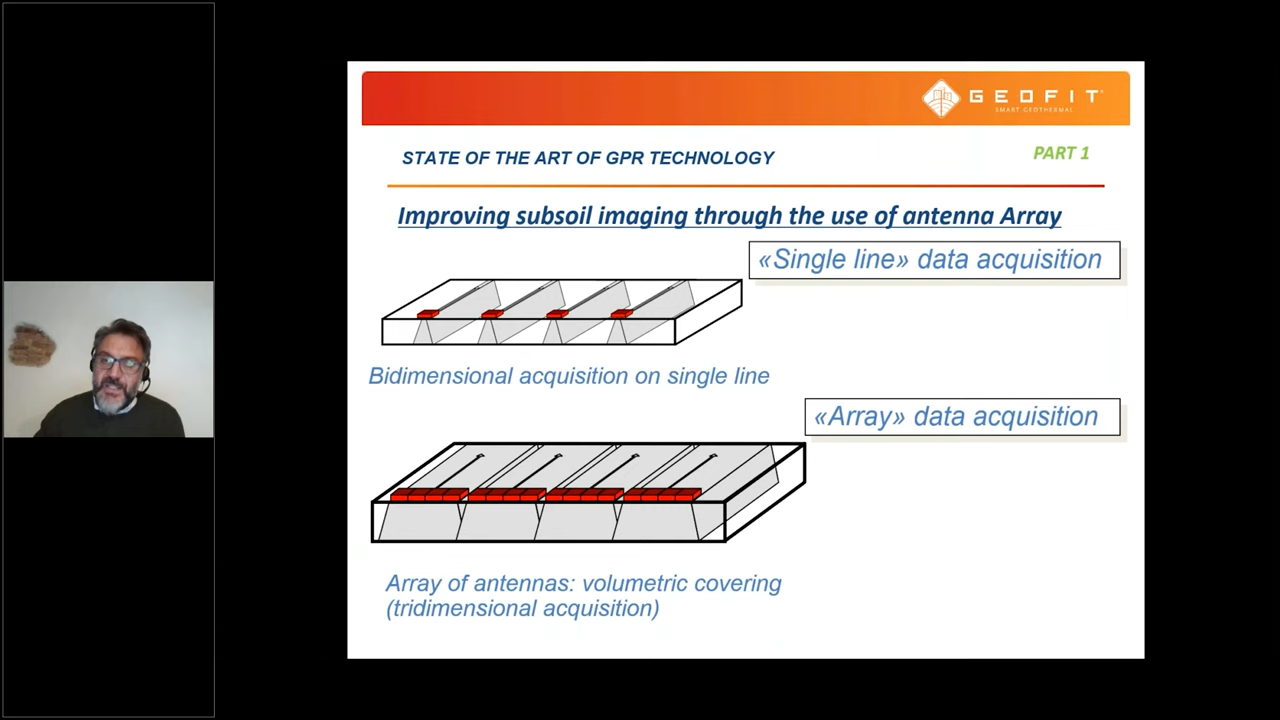 GEOFIT
SMART GEOTHERMAL
STATE OF THE ART OF GPR TECHNOLOGY
PART 1
Improving subsoil imaging through the use of antenna Array
«Single line» data acquisition
Bidimensional acquisition on single line
«Array» data acquisition
Array of antennas: volumetric covering
(tridimensional acquisition)